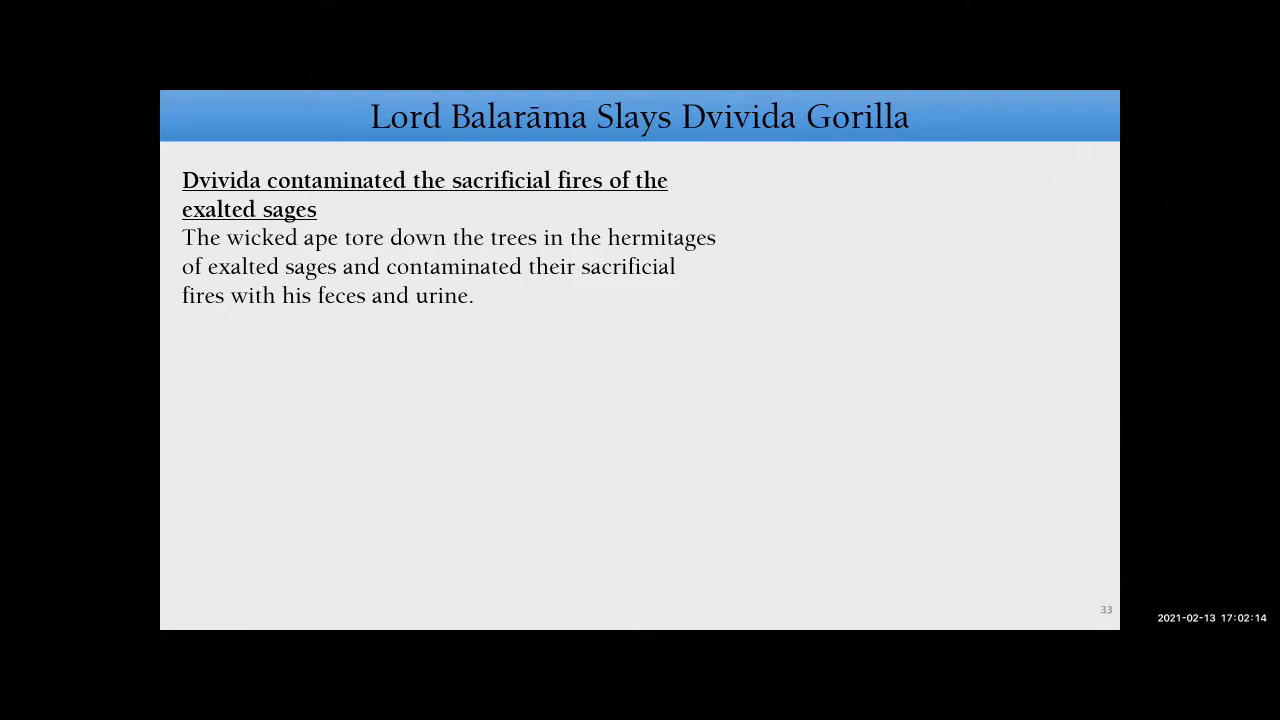 Lord Balarāma Slays Dvivida Gorilla
Dvivida contaminated the sacrificial fires of the
exalted sages
The wicked ape tore down the trees in the hermitages
of exalted sages and contaminated their sacrificial
fires with his feces and urine.
33
2021-02-13 17:02:14